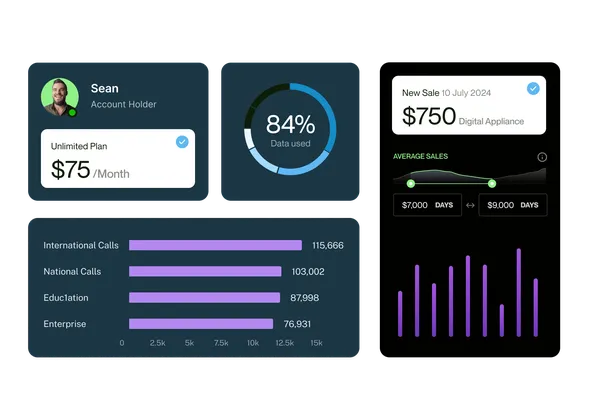 Sean
Account Holder
Unlimited Plan
$75 /Month
84%
Data used
International Calls 115,666
National Calls 103,002
Educ1ation 87,998
Enterprise 76,931
0 2.5k 5k 7.5k 10k 12.5k 15k
New Sale 10 July 2024
$750 Digital Appliance
AVERAGE SALES
$7,000 DAYS ↔ $9,000 DAYS